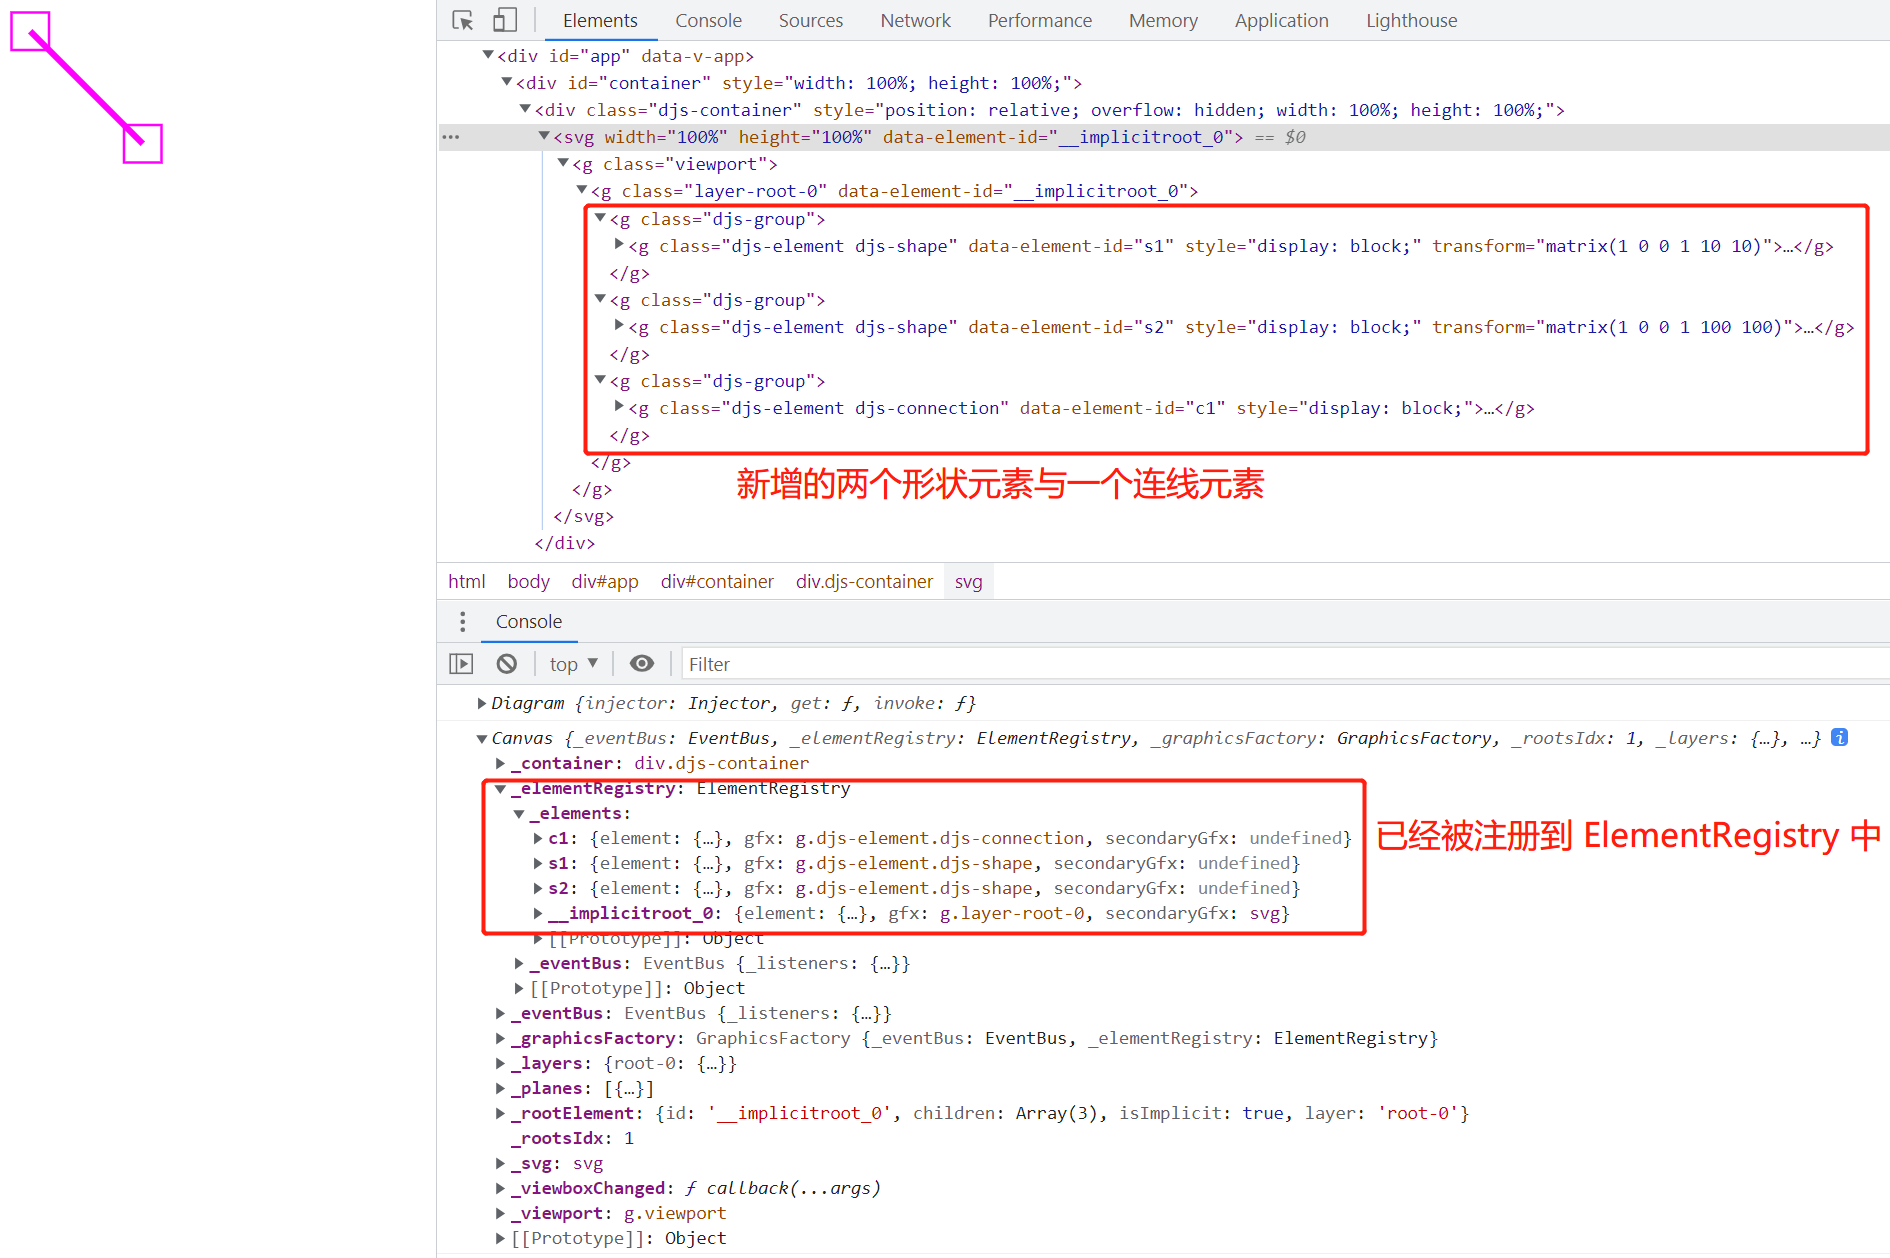 Elements Console Sources Network Performance Memory Application Lighthouse
<div id="app" data-v-app>
<div id="container" style="width: 100%; height: 100%;">
<div class="djs-container" style="position: relative; overflow: hidden; width: 100%; height: 100%;">
<svg width="100%" height="100%" data-element-id="__implicitroot_0"> == $0
<g class="viewport">
<g class="layer-root-0" data-element-id="__implicitroot_0">
<g class="djs-group">
<g class="djs-element djs-shape" data-element-id="s1" style="display: block;" transform="matrix(1 0 0 1 10 10)">…</g>
</g>
<g class="djs-group">
<g class="djs-element djs-shape" data-element-id="s2" style="display: block;" transform="matrix(1 0 0 1 100 100)">…</g>
</g>
<g class="djs-group">
<g class="djs-element djs-connection" data-element-id="c1" style="display: block;">…</g>
</g>
</g>
新增的两个形状元素与一个连线元素
</g>
</svg>
</div>
html body div#app div#container div.djs-container svg
Console
top Filter
Diagram {injector: Injector, get: ƒ, invoke: ƒ}
Canvas {_eventBus: EventBus, _elementRegistry: ElementRegistry, _graphicsFactory: GraphicsFactory, _rootsIdx: 1, _layers: {…}, …} i
_container: div.djs-container
_elementRegistry: ElementRegistry
_elements:
c1: {element: {…}, gfx: g.djs-element.djs-connection, secondaryGfx: undefined}
已经被注册到 ElementRegistry 中
s1: {element: {…}, gfx: g.djs-element.djs-shape, secondaryGfx: undefined}
s2: {element: {…}, gfx: g.djs-element.djs-shape, secondaryGfx: undefined}
__implicitroot_0: {element: {…}, gfx: g.layer-root-0, secondaryGfx: svg}
[[Prototype]]: Object
_eventBus: EventBus {_listeners: {…}}
[[Prototype]]: Object
_eventBus: EventBus {_listeners: {…}}
_graphicsFactory: GraphicsFactory {_eventBus: EventBus, _elementRegistry: ElementRegistry}
_layers: {root-0: {…}}
_planes: [{…}]
_rootElement: {id: '__implicitroot_0', children: Array(3), isImplicit: true, layer: 'root-0'}
_rootsIdx: 1
_svg: svg
_viewboxChanged: ƒ callback(...args)
_viewport: g.viewport
[[Prototype]]: Object